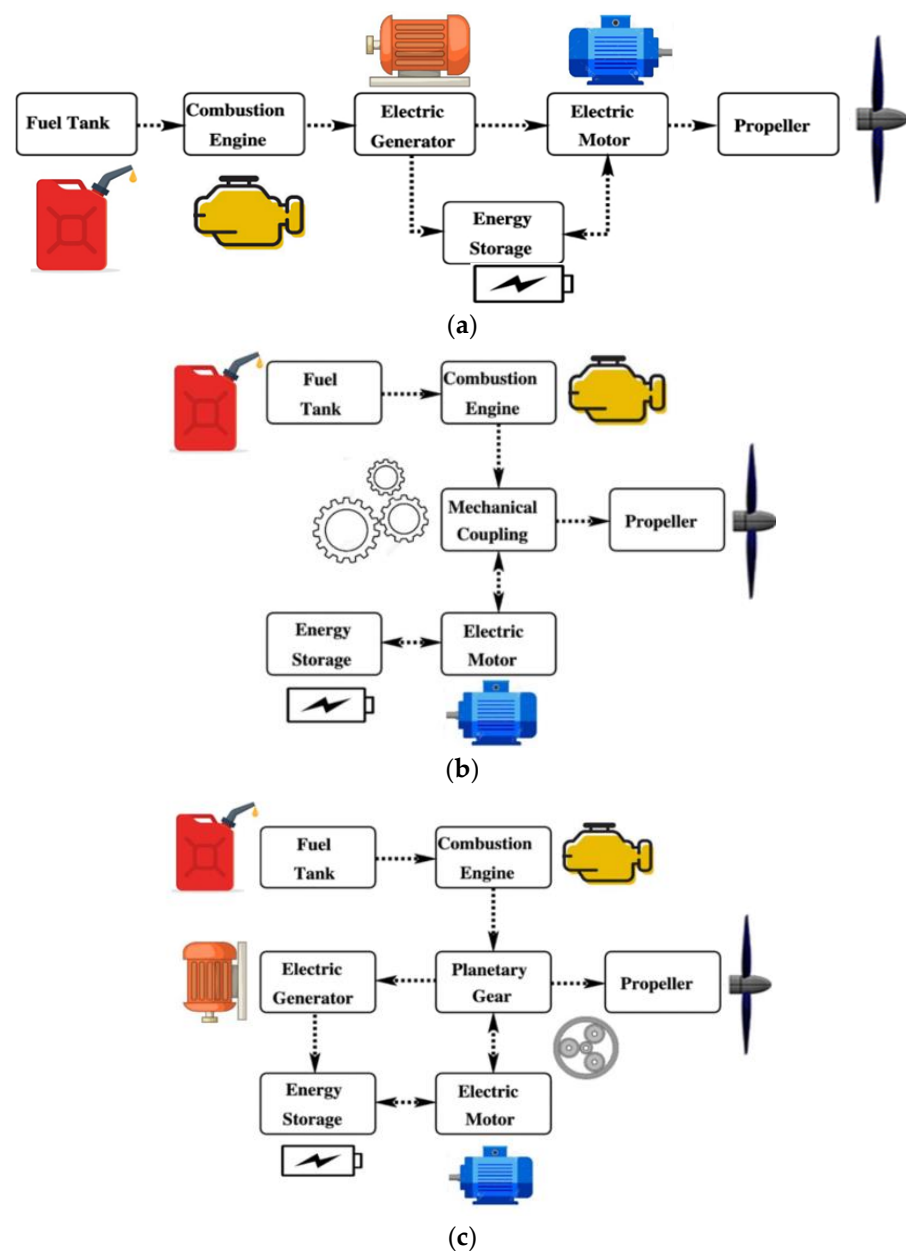 Fuel Tank
Combustion
Engine
Electric
Generator
Electric
Motor
Propeller
Energy
Storage
(a)
Fuel
Tank
Combustion
Engine
Mechanical
Coupling
Propeller
Energy
Storage
Electric
Motor
(b)
Fuel
Tank
Combustion
Engine
Electric
Generator
Planetary
Gear
Propeller
Energy
Storage
Electric
Motor
(c)